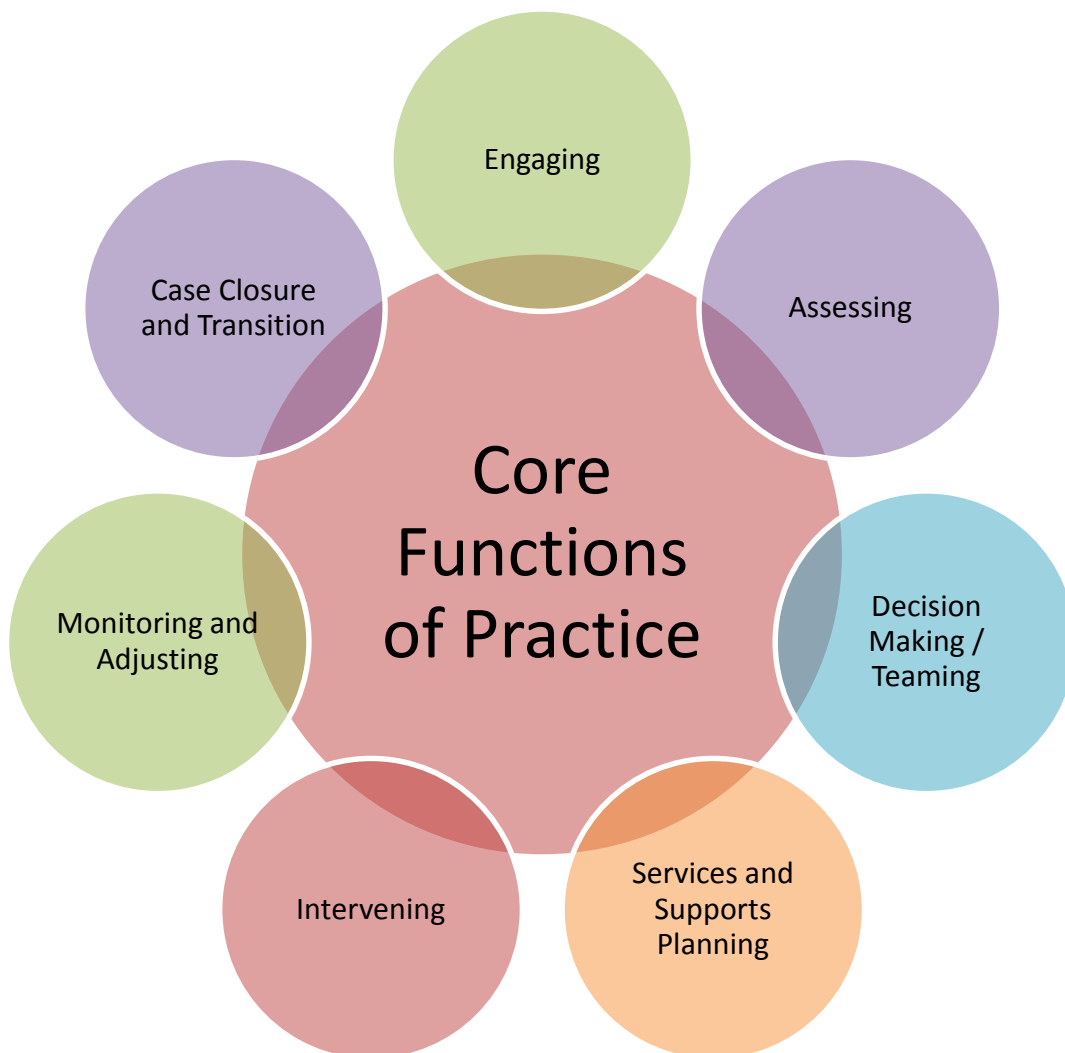 Engaging
Assessing
Decision
Making /
Teaming
Services and
Supports
Planning
Intervening
Monitoring and
Adjusting
Case Closure
and Transition
Core
Functions
of Practice